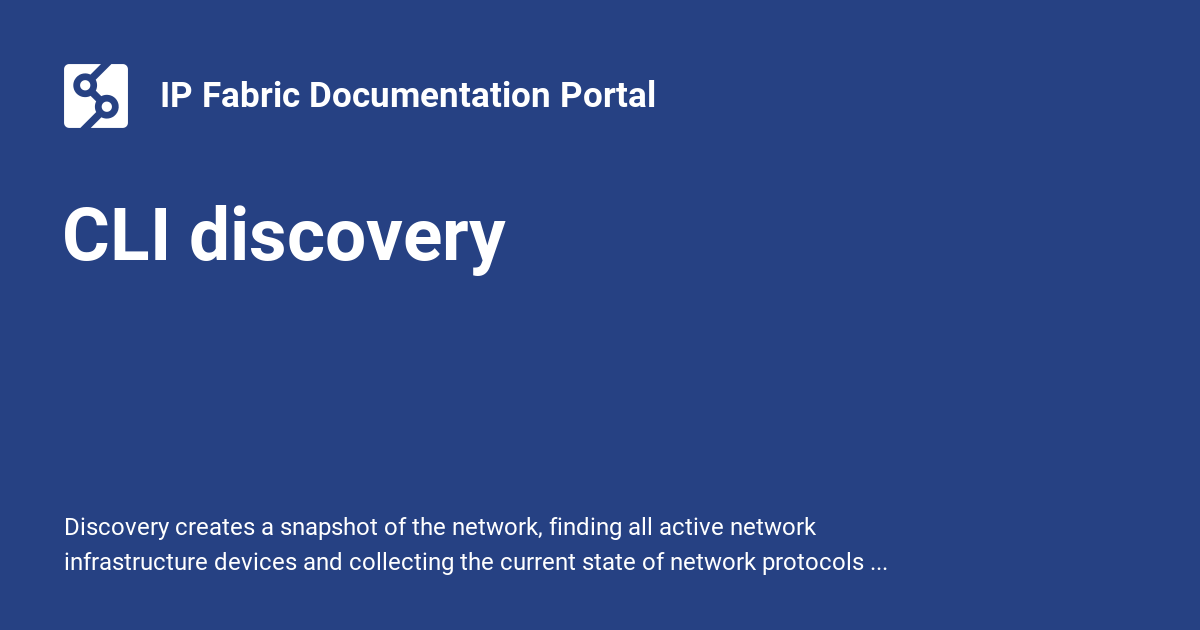 IP Fabric Documentation Portal
CLI discovery
Discovery creates a snapshot of the network, finding all active network
infrastructure devices and collecting the current state of network protocols ...